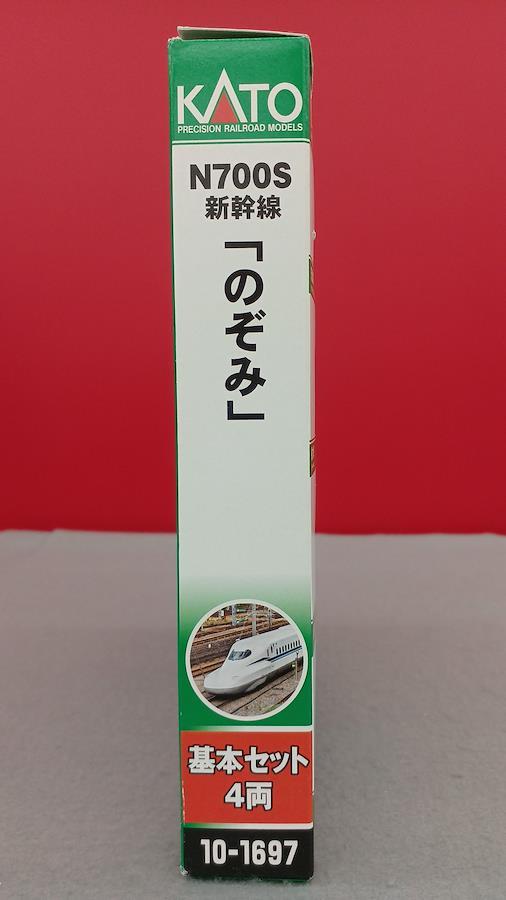 KATO
PRECISION RAILROAD MODELS
N700S
新幹線
「のぞみ」
基本セット
4両
10-1697